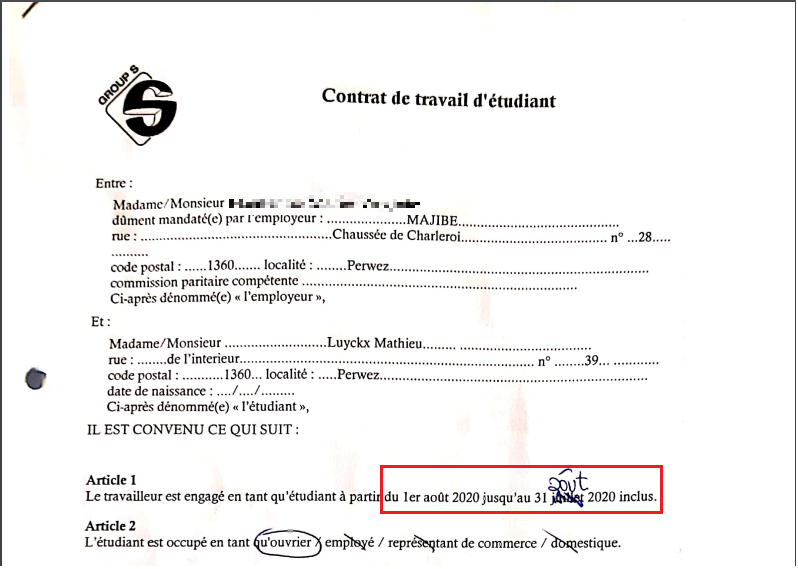 GROUP S
S
Contrat de travail d'étudiant
Entre :
Madame/Monsieur
dûment mandaté(e) par l'employeur : .....................MAJIBE...........................................
rue : ..................................................Chaussée de Charleroi...................................... n° ...28.....
..........
code postal : ......1360....... localité : ........Perwez.....................................................................
commission paritaire compétente .........................................................................
Ci-après dénommé(e) « l'employeur »,
Et :
Madame/Monsieur ...........................Luyckx Mathieu......... ...................................
rue : ........de l'interieur.......................................................................... n° ........39... ............
code postal : ...........1360... localité : .....Perwez......................................................................
date de naissance : ..../..../.........
Ci-après dénommé(e) « l'étudiant »,
IL EST CONVENU CE QUI SUIT :
Article 1
août
Le travailleur est engagé en tant qu'étudiant à partir du 1er août 2020 jusqu'au 31 juillet 2020 inclus.
Article 2
L'étudiant est occupé en tant qu'ouvrier / employé / représentant de commerce / domestique.